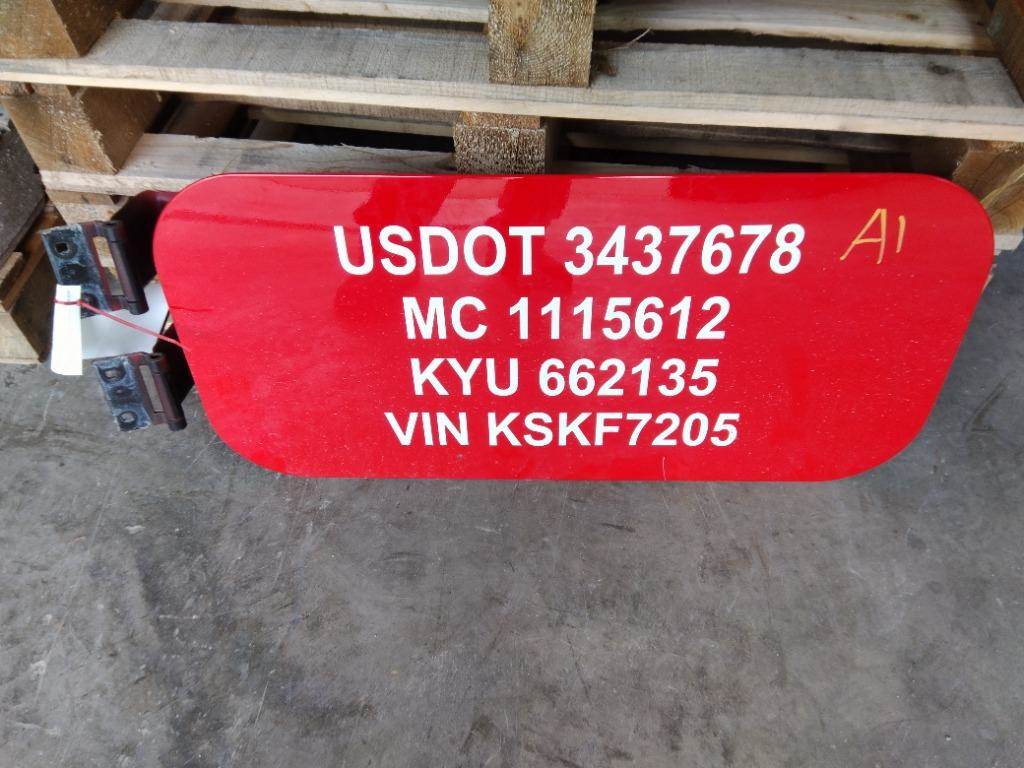 USDOT 3437678
A1
MC 1115612
KYU 662135
VIN KSKF7205